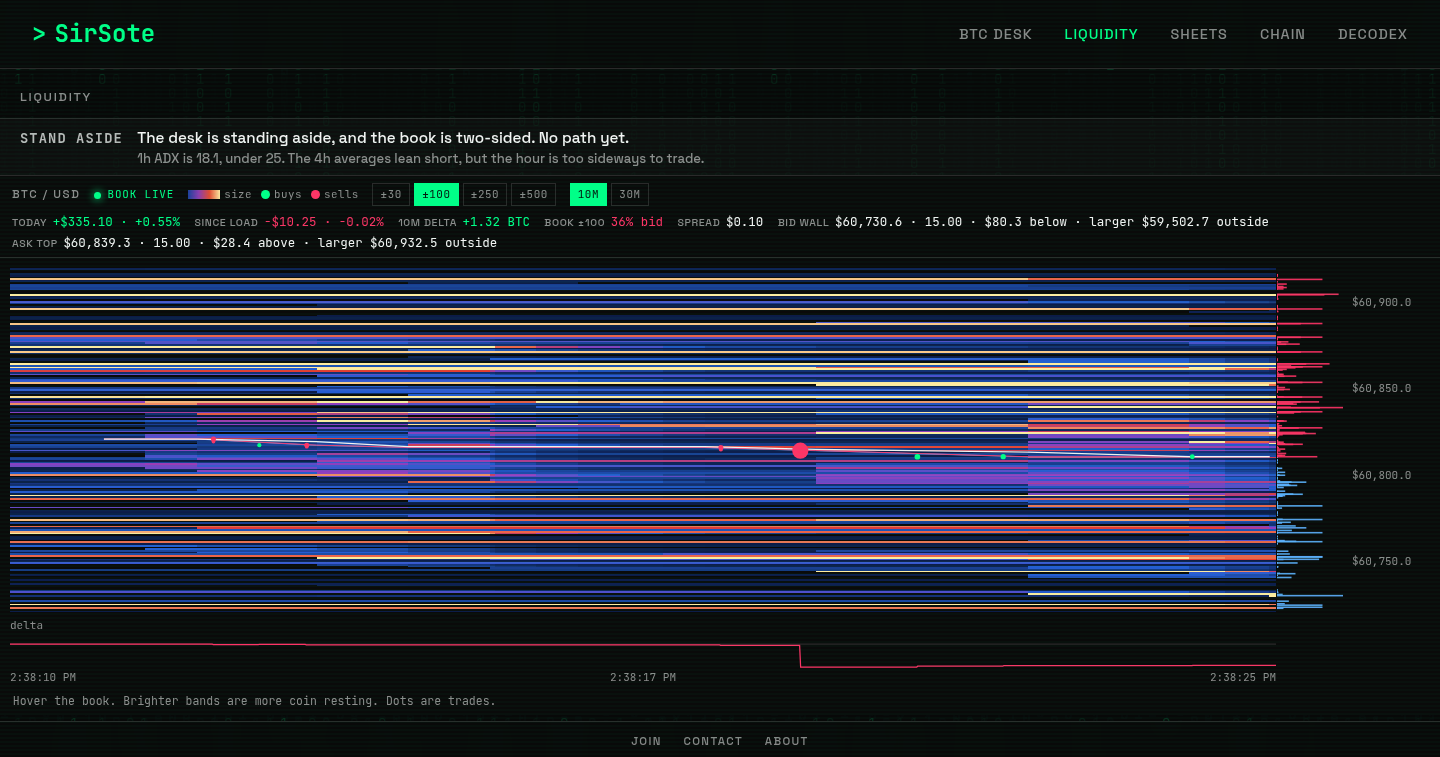 > SirSote
BTC DESK LIQUIDITY SHEETS CHAIN DECODEX
LIQUIDITY
STAND ASIDE The desk is standing aside, and the book is two-sided. No path yet.
1h ADX is 18.1, under 25. The 4h averages lean short, but the hour is too sideways to trade.
BTC / USD BOOK LIVE size buys sells ±30 ±100 ±250 ±500 10M 30M
TODAY +$335.10 · +0.55% SINCE LOAD -$10.25 · -0.02% 10M DELTA +1.32 BTC BOOK ±100 36% bid SPREAD $0.10 BID WALL $60,730.6 · 15.00 · $80.3 below · larger $59,502.7 outside
ASK TOP $60,839.3 · 15.00 · $28.4 above · larger $60,932.5 outside
$60,900.0
$60,850.0
$60,800.0
$60,750.0
delta
2:38:10 PM 2:38:17 PM 2:38:25 PM
Hover the book. Brighter bands are more coin resting. Dots are trades.
JOIN CONTACT ABOUT